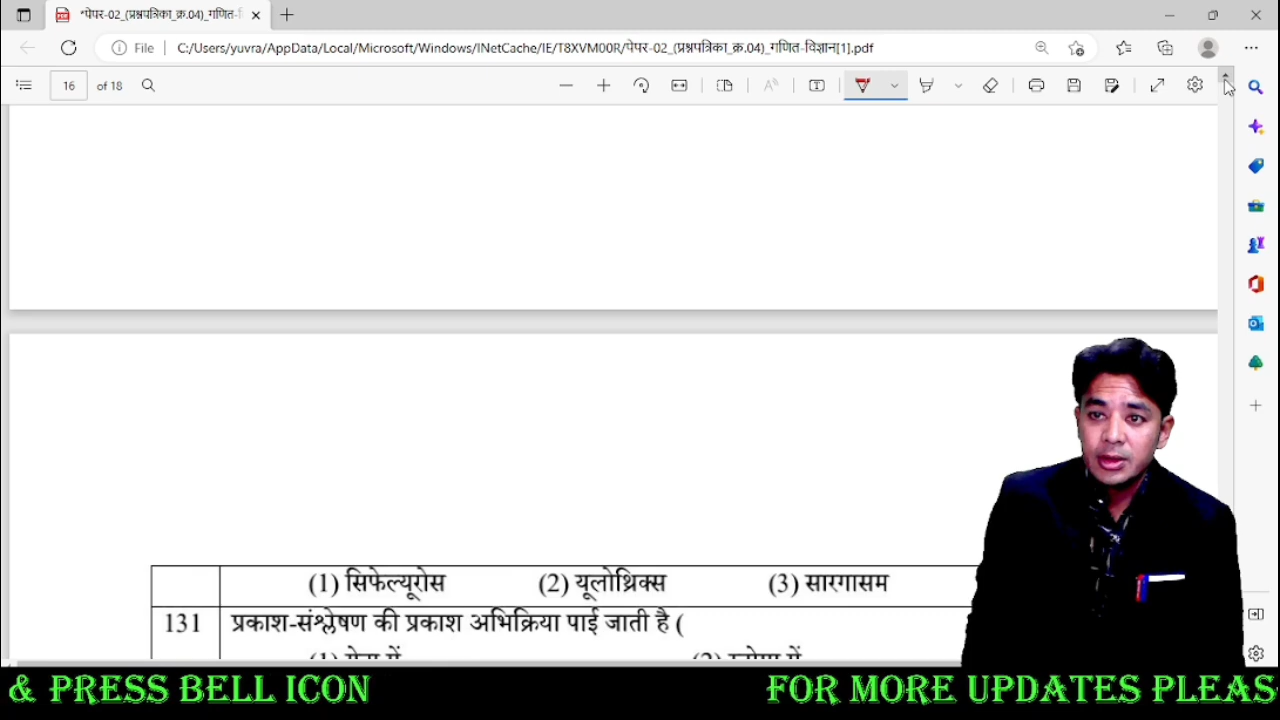 *पेपर-02_(प्रश्नपत्रिका_क्र.04)_गणित-वि
File
C:/Users/yuvra/AppData/Local/Microsoft/Windows/INetCache/IE/T8XVM00R/पेपर-02_(प्रश्नपत्रिका_क्र.04)_गणित-विज्ञान[1].pdf
16 of 18
(1) सिफेल्यूरोस (2) यूलोथ्रिक्स (3) सारगासम
131 प्रकाश-संश्लेषण की प्रकाश अभिक्रिया पाई जाती है (
& PRESS BELL ICON FOR MORE UPDATES PLEAS